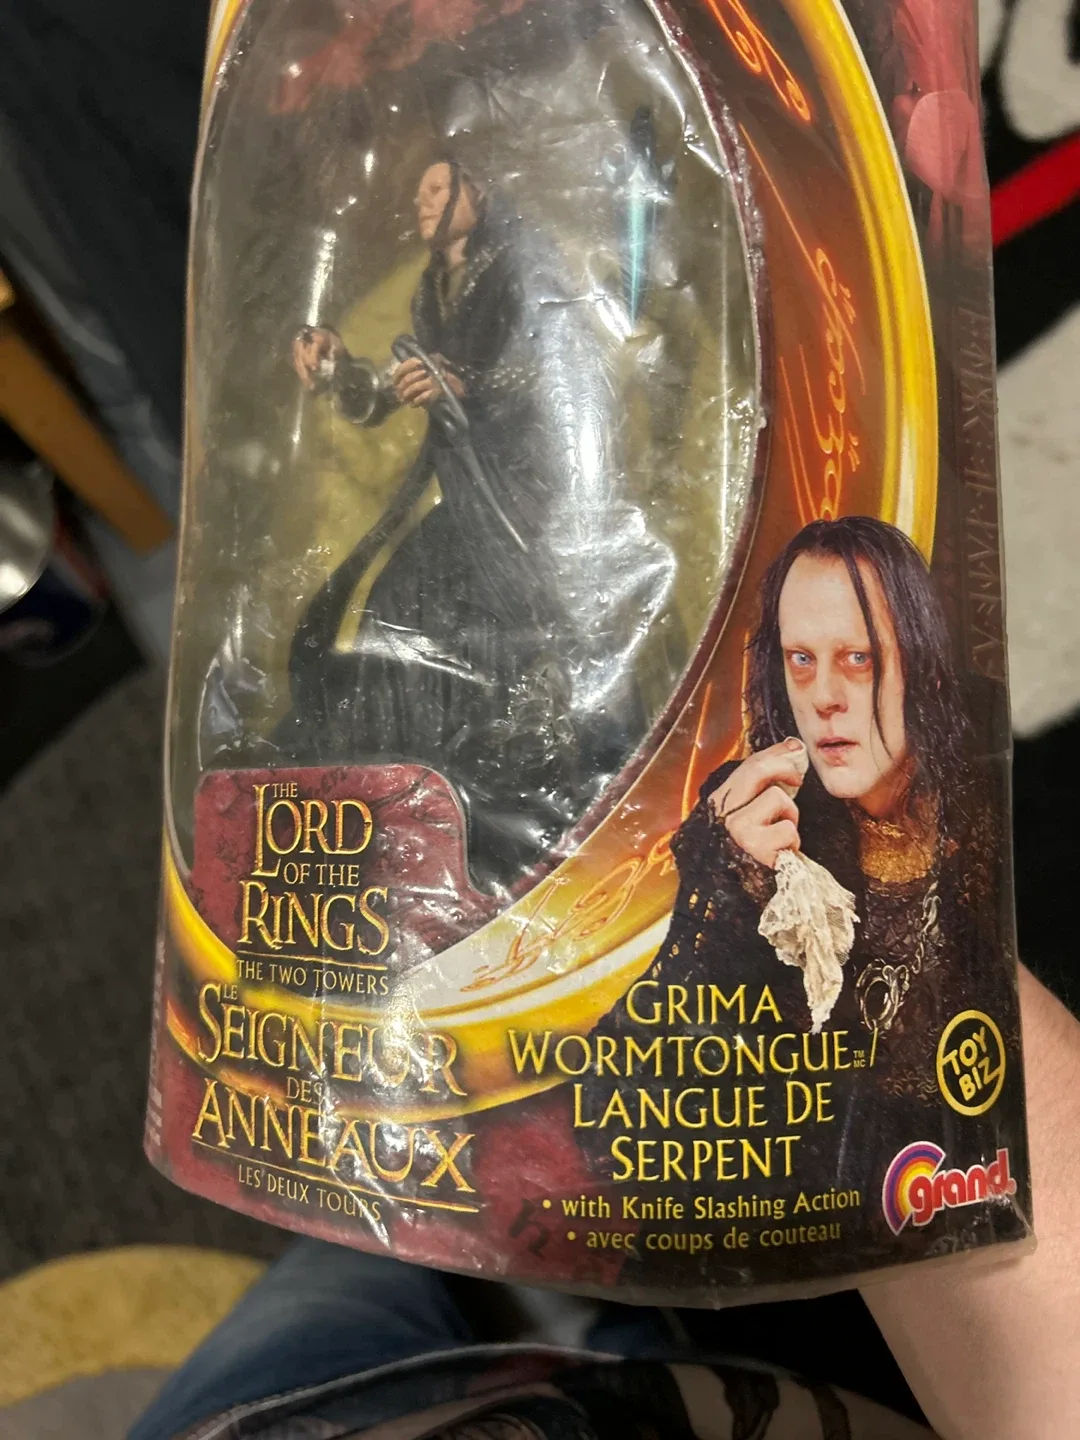 THE
LORD
OF THE
RINGS
THE TWO TOWERS
LE
SEIGNEUR
DES
ANNEAUX
LES DEUX TOURS
GRIMA
WORMTONGUE™/MC/
LANGUE DE
SERPENT
• with Knife Slashing Action
• avec coups de couteau
TOY
BIZ
grand.